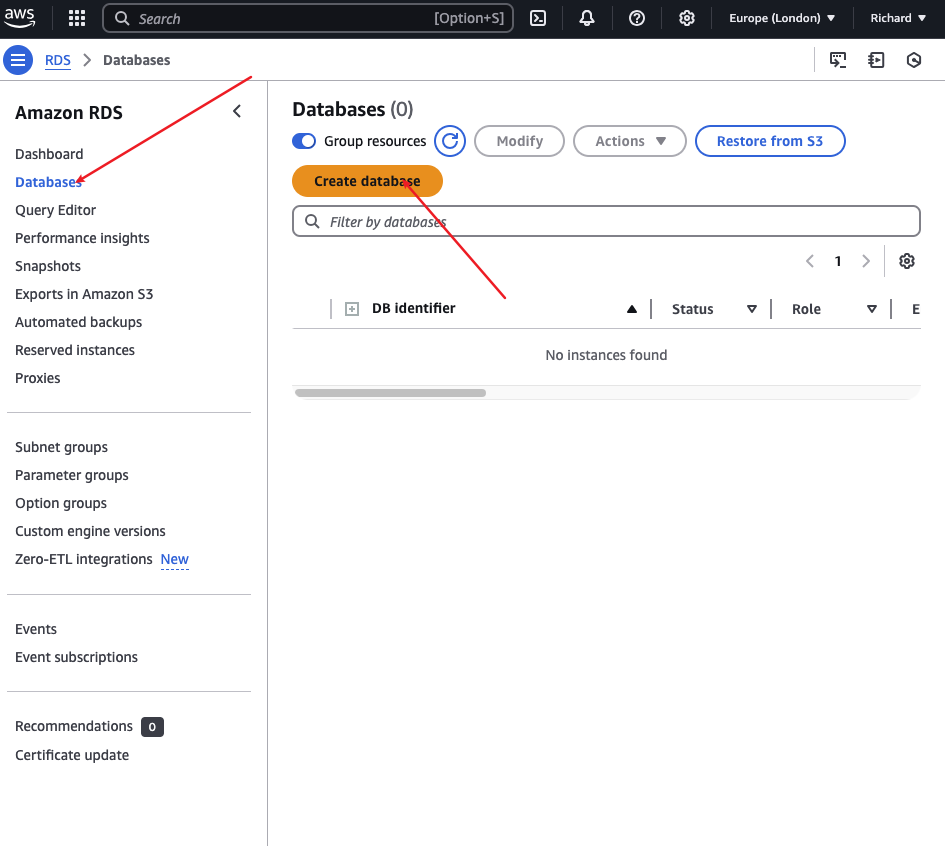 aws Search [Option+S] Europe (London) Richard
RDS Databases
Amazon RDS
Dashboard
Databases
Query Editor
Performance insights
Snapshots
Exports in Amazon S3
Automated backups
Reserved instances
Proxies
Subnet groups
Parameter groups
Option groups
Custom engine versions
Zero-ETL integrations New
Events
Event subscriptions
Recommendations 0
Certificate update
Databases (0)
Group resources Modify Actions Restore from S3
Create database
Filter by databases
1
DB identifier Status Role E
No instances found